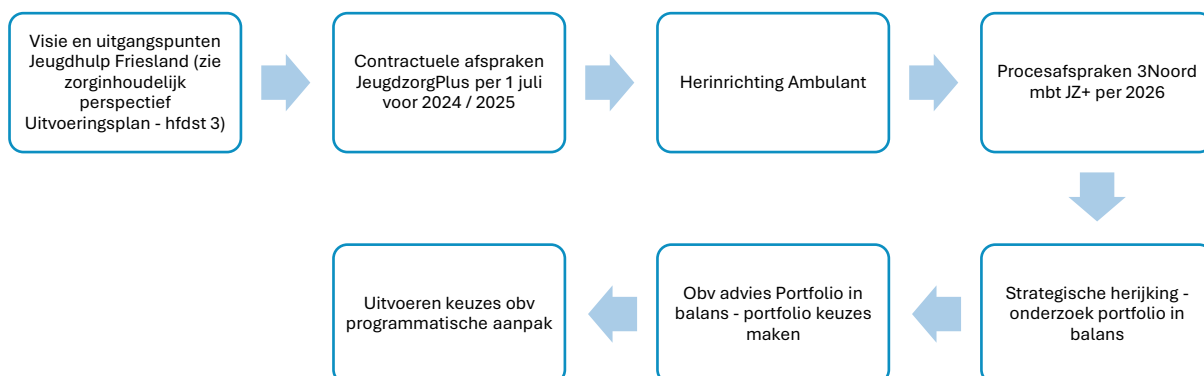 Visie en uitgangspunten
Jeugdhulp Friesland (zie
zorginhoudelijk
perspectief
Uitvoeringsplan - hfdst 3)
Contractuele afspraken
JeugdzorgPlus per 1 juli
voor 2024 / 2025
Herinrichting Ambulant
Procesafspraken 3Noord
mbt JZ+ per 2026
Strategische herijking -
onderzoek portfolio in
balans
Obv advies Portfolio in
balans - portfolio keuzes
maken
Uitvoeren keuzes obv
programmatische aanpak